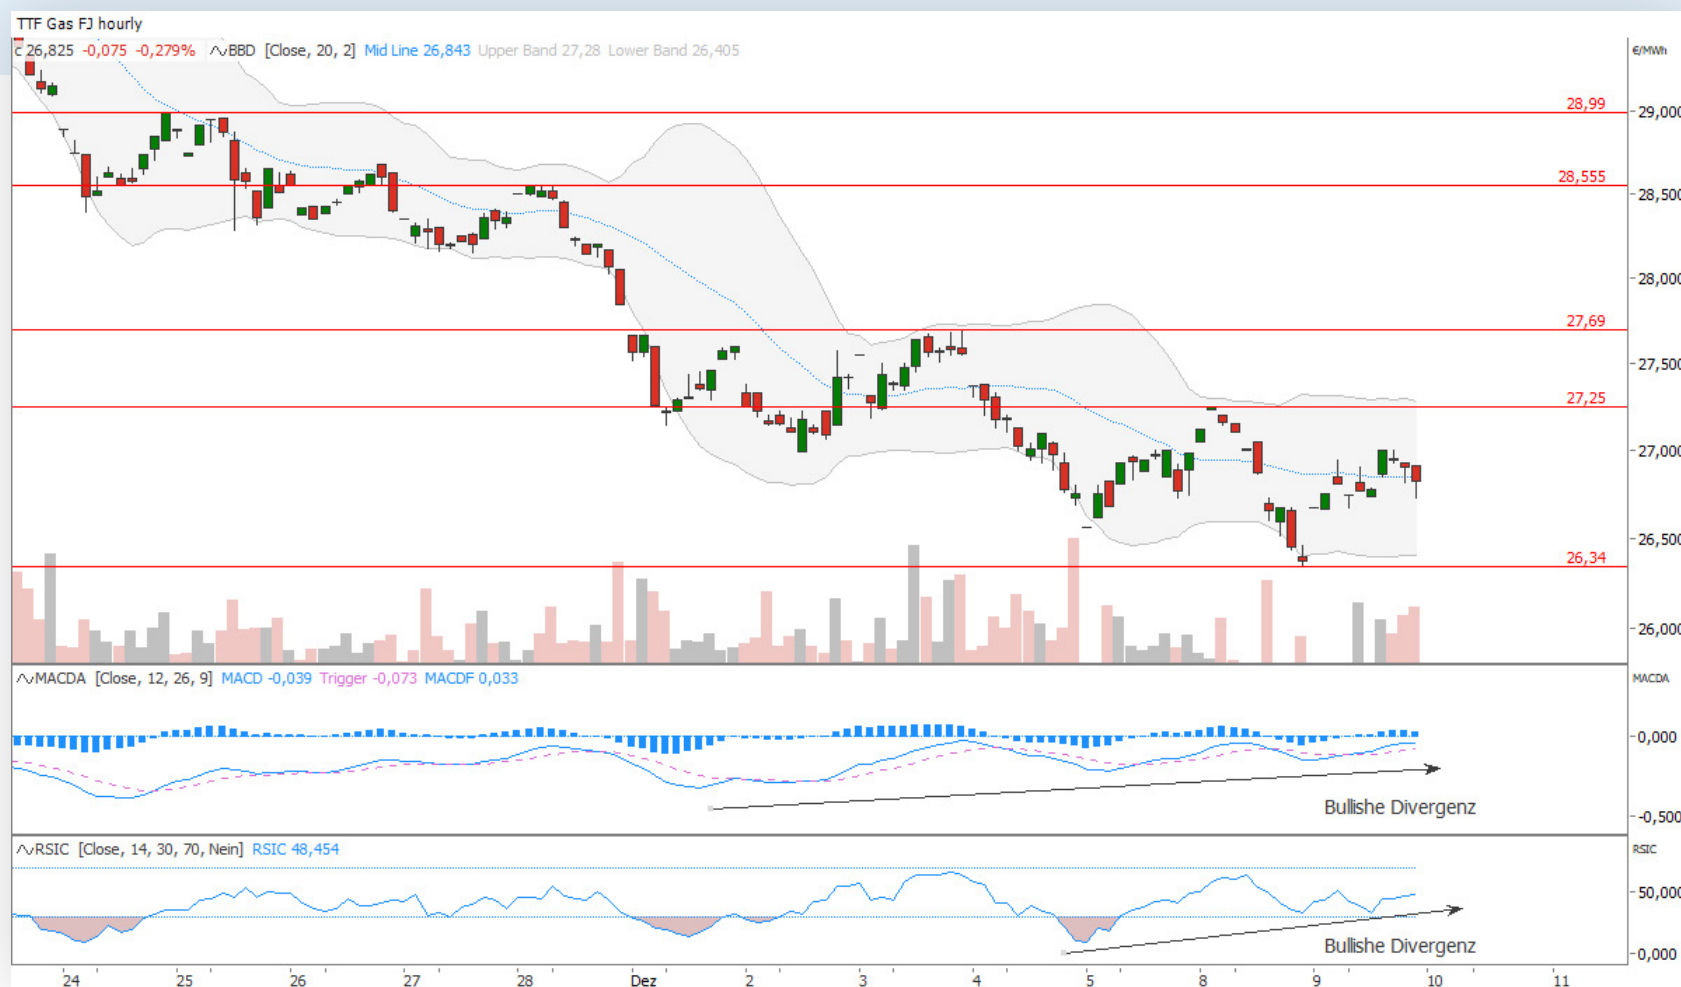 TTF Gas FJ hourly
c 26,825 -0,075 -0,279% BBD [Close, 20, 2] Mid Line 26,843 Upper Band 27,28 Lower Band 26,405
€/MWh
28,99
29,000
28,555
28,500
28,000
27,69
27,500
27,25
27,000
26,500
26,34
26,000
MACDA [Close, 12, 26, 9] MACD -0,039 Trigger -0,073 MACDF 0,033
MACDA
0,000
Bullishe Divergenz
-0,500
RSIC [Close, 14, 30, 70, Nein] RSIC 48,454
RSIC
50,000
Bullishe Divergenz
0,000
24 25 26 27 28 Dez 2 3 4 5 8 9 10 11